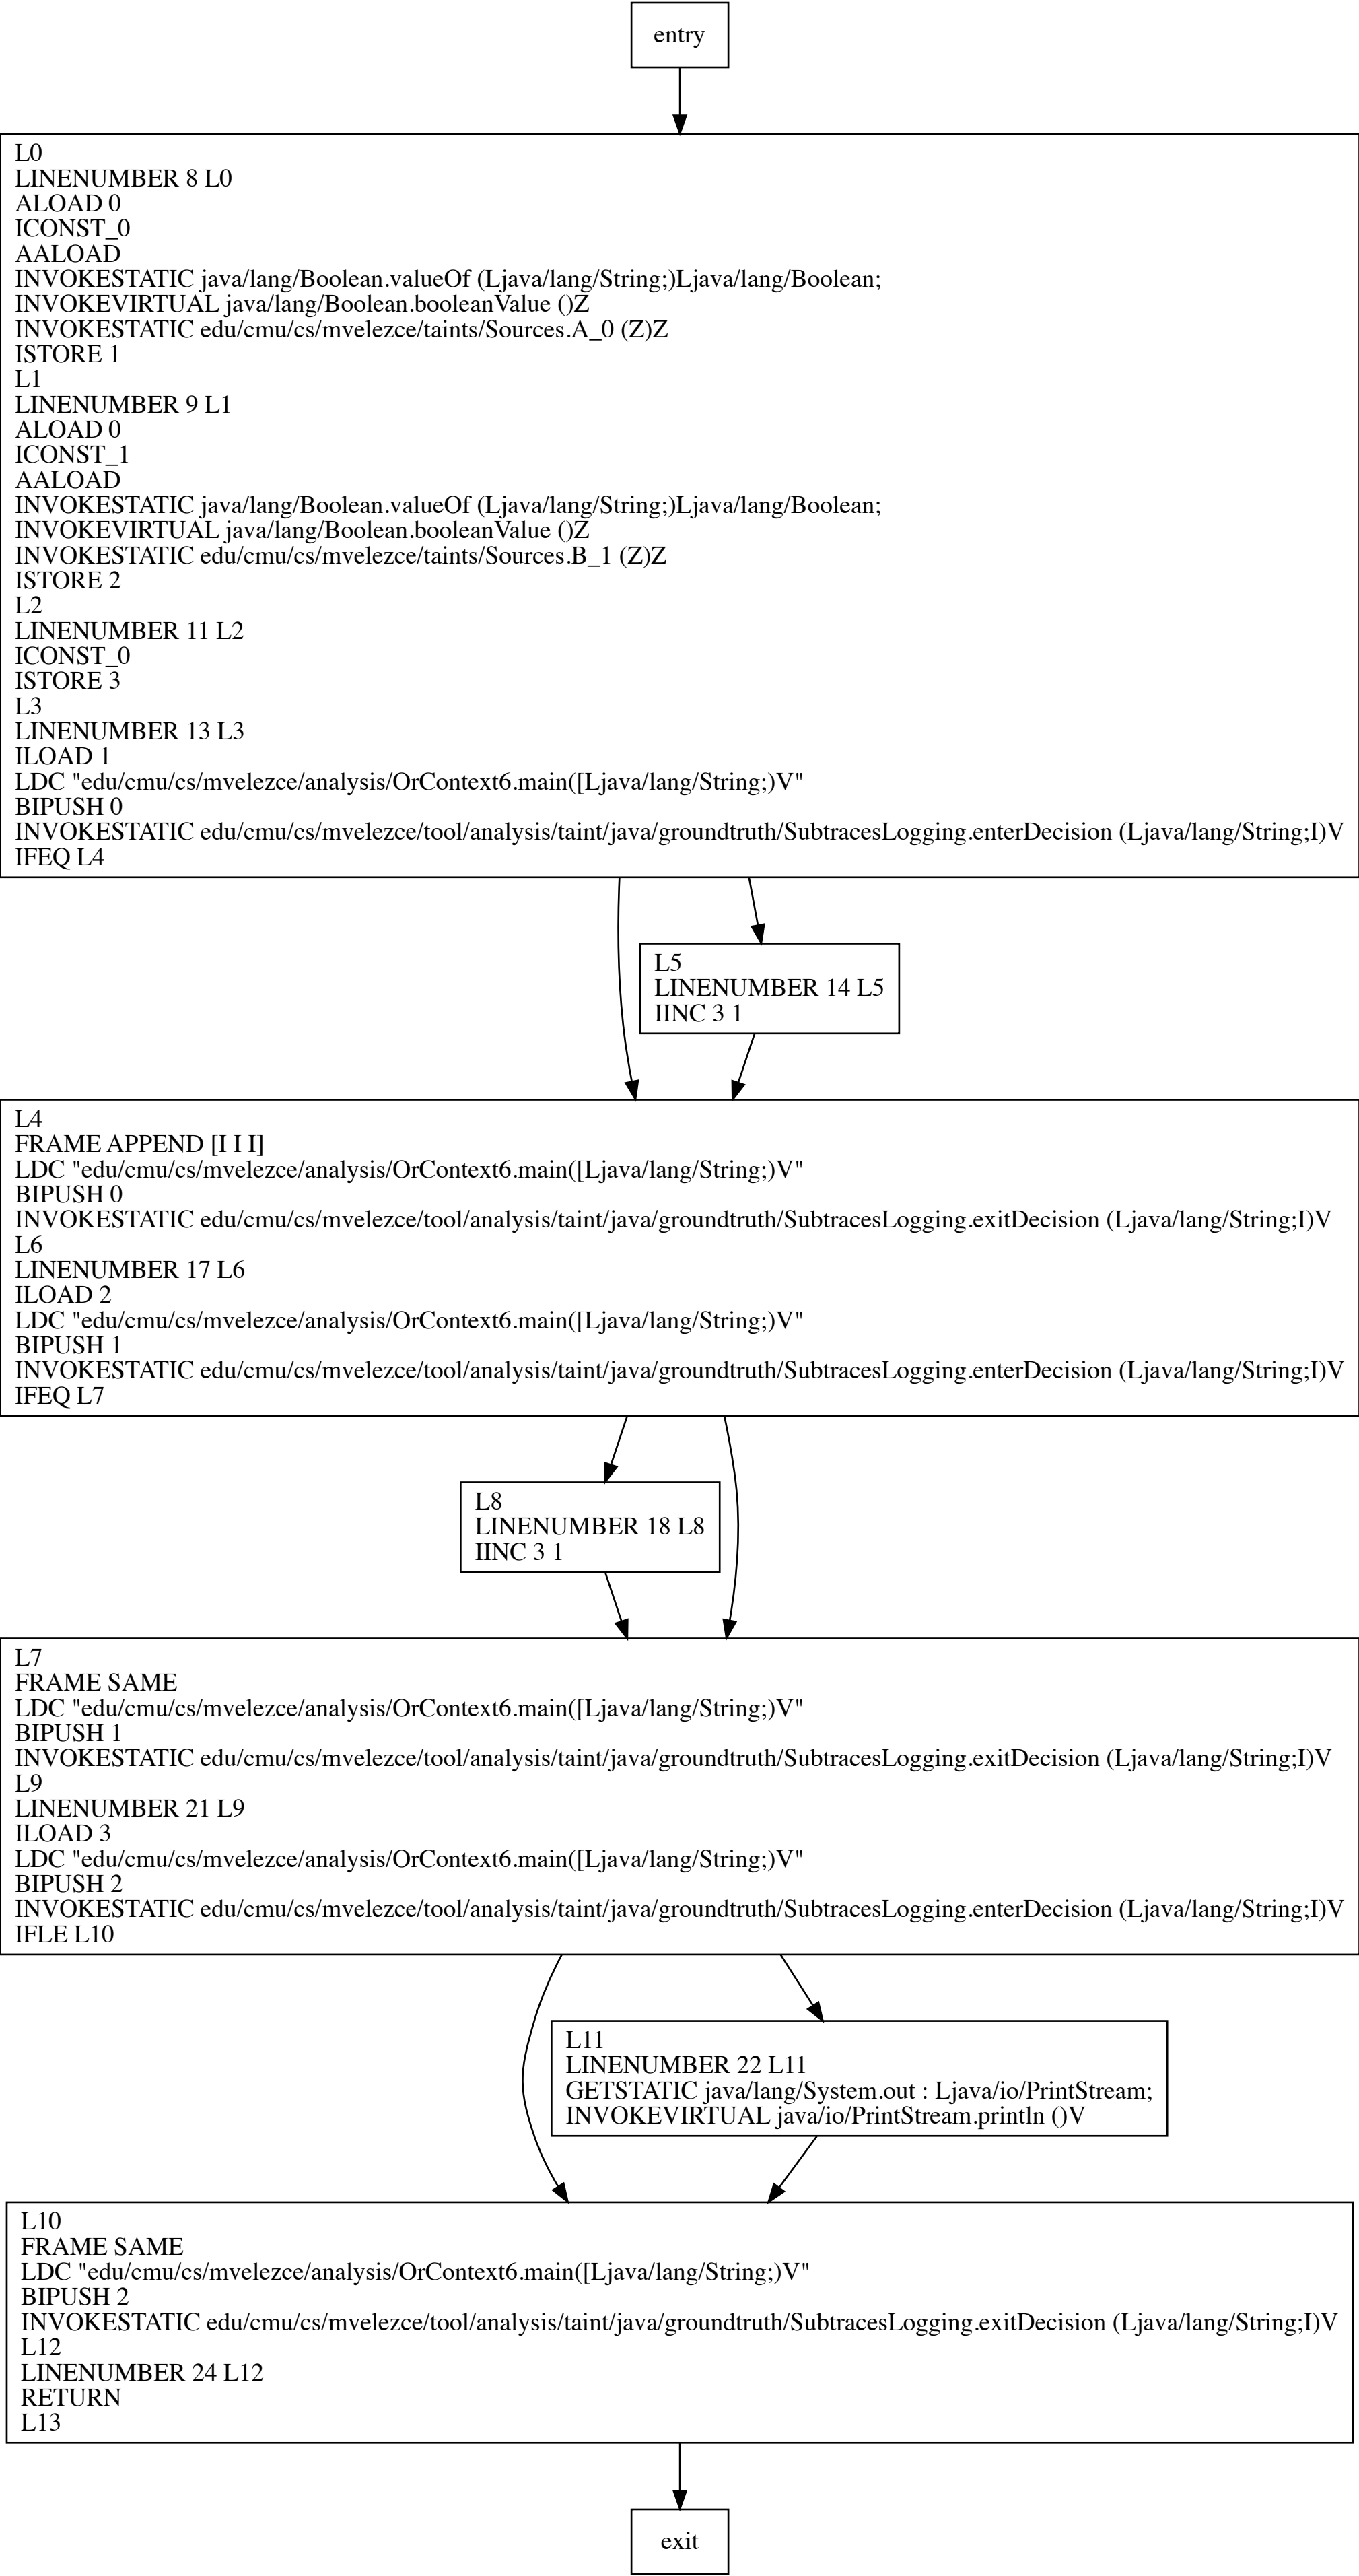 entry
L0
LINENUMBER 8 L0
ALOAD 0
ICONST_0
AALOAD
INVOKESTATIC java/lang/Boolean.valueOf (Ljava/lang/String;)Ljava/lang/Boolean;
INVOKEVIRTUAL java/lang/Boolean.booleanValue ()Z
INVOKESTATIC edu/cmu/cs/mvelezce/taints/Sources.A_0 (Z)Z
ISTORE 1
L1
LINENUMBER 9 L1
ALOAD 0
ICONST_1
AALOAD
INVOKESTATIC java/lang/Boolean.valueOf (Ljava/lang/String;)Ljava/lang/Boolean;
INVOKEVIRTUAL java/lang/Boolean.booleanValue ()Z
INVOKESTATIC edu/cmu/cs/mvelezce/taints/Sources.B_1 (Z)Z
ISTORE 2
L2
LINENUMBER 11 L2
ICONST_0
ISTORE 3
L3
LINENUMBER 13 L3
ILOAD 1
LDC "edu/cmu/cs/mvelezce/analysis/OrContext6.main([Ljava/lang/String;)V"
BIPUSH 0
INVOKESTATIC edu/cmu/cs/mvelezce/tool/analysis/taint/java/groundtruth/SubtracesLogging.enterDecision (Ljava/lang/String;I)V
IFEQ L4
L5
LINENUMBER 14 L5
IINC 3 1
L4
FRAME APPEND [I I I]
LDC "edu/cmu/cs/mvelezce/analysis/OrContext6.main([Ljava/lang/String;)V"
BIPUSH 0
INVOKESTATIC edu/cmu/cs/mvelezce/tool/analysis/taint/java/groundtruth/SubtracesLogging.exitDecision (Ljava/lang/String;I)V
L6
LINENUMBER 17 L6
ILOAD 2
LDC "edu/cmu/cs/mvelezce/analysis/OrContext6.main([Ljava/lang/String;)V"
BIPUSH 1
INVOKESTATIC edu/cmu/cs/mvelezce/tool/analysis/taint/java/groundtruth/SubtracesLogging.enterDecision (Ljava/lang/String;I)V
IFEQ L7
L8
LINENUMBER 18 L8
IINC 3 1
L7
FRAME SAME
LDC "edu/cmu/cs/mvelezce/analysis/OrContext6.main([Ljava/lang/String;)V"
BIPUSH 1
INVOKESTATIC edu/cmu/cs/mvelezce/tool/analysis/taint/java/groundtruth/SubtracesLogging.exitDecision (Ljava/lang/String;I)V
L9
LINENUMBER 21 L9
ILOAD 3
LDC "edu/cmu/cs/mvelezce/analysis/OrContext6.main([Ljava/lang/String;)V"
BIPUSH 2
INVOKESTATIC edu/cmu/cs/mvelezce/tool/analysis/taint/java/groundtruth/SubtracesLogging.enterDecision (Ljava/lang/String;I)V
IFLE L10
L11
LINENUMBER 22 L11
GETSTATIC java/lang/System.out : Ljava/io/PrintStream;
INVOKEVIRTUAL java/io/PrintStream.println ()V
L10
FRAME SAME
LDC "edu/cmu/cs/mvelezce/analysis/OrContext6.main([Ljava/lang/String;)V"
BIPUSH 2
INVOKESTATIC edu/cmu/cs/mvelezce/tool/analysis/taint/java/groundtruth/SubtracesLogging.exitDecision (Ljava/lang/String;I)V
L12
LINENUMBER 24 L12
RETURN
L13
exit